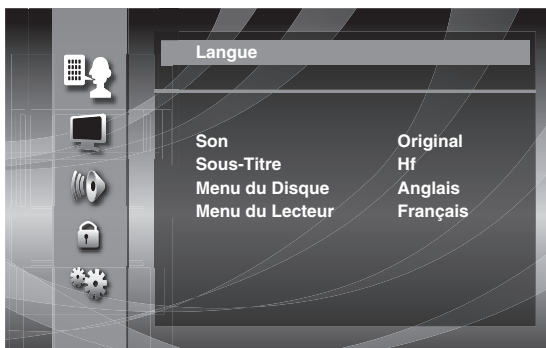 Langue
Son Original
Sous-Titre Hf
Menu du Disque Anglais
Menu du Lecteur Français